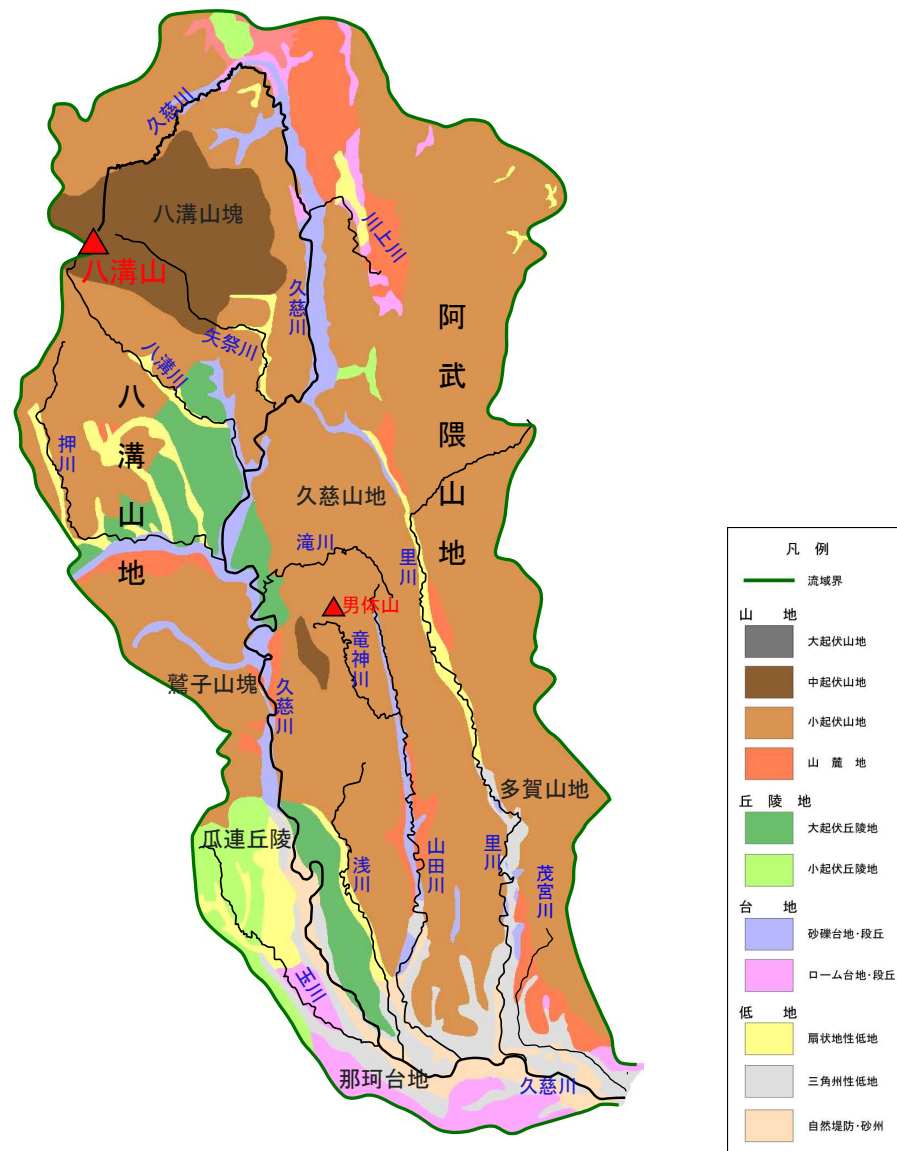 久慈川
八溝山塊
川上川
八溝山
久慈川
矢祭川
八溝川
阿武隈山地
八溝山地
押川
久慈山地
滝川
里川
男体山
竜神川
鷲子山塊
久慈川
多賀山地
瓜連丘陵
浅川
山田川
里川
茂宮川
玉川
那珂台地
久慈川
凡 例
流域界
山 地
大起伏山地
中起伏山地
小起伏山地
山 麓 地
丘 陵 地
大起伏丘陵地
小起伏丘陵地
台 地
砂礫台地・段丘
ローム台地・段丘
低 地
扇状地性低地
三角州性低地
自然堤防・砂州